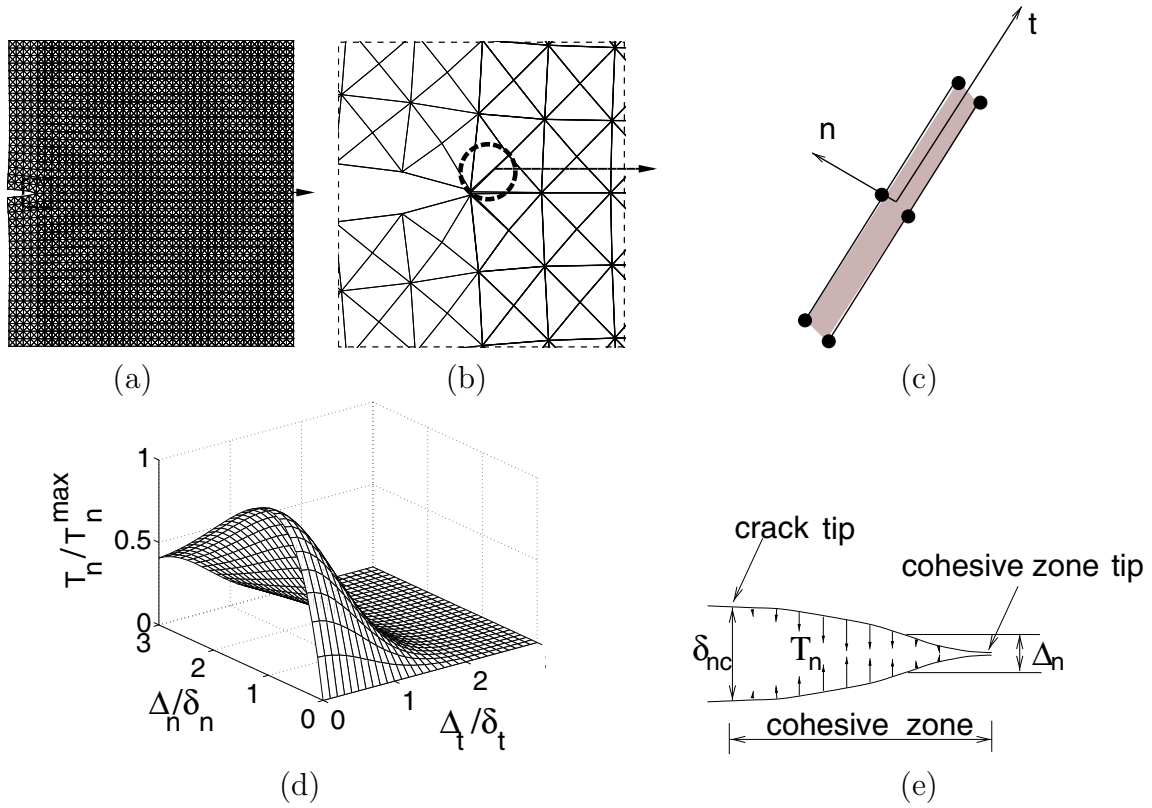 t
n
(a)
(b)
(c)
T_n/T_n^max
1
0.5
0
3
2
1
0
0
1
2
Δ_n/δ_n
Δ_t/δ_t
(d)
crack tip
cohesive zone tip
δ_nc
T_n
Δ_n
cohesive zone
(e)